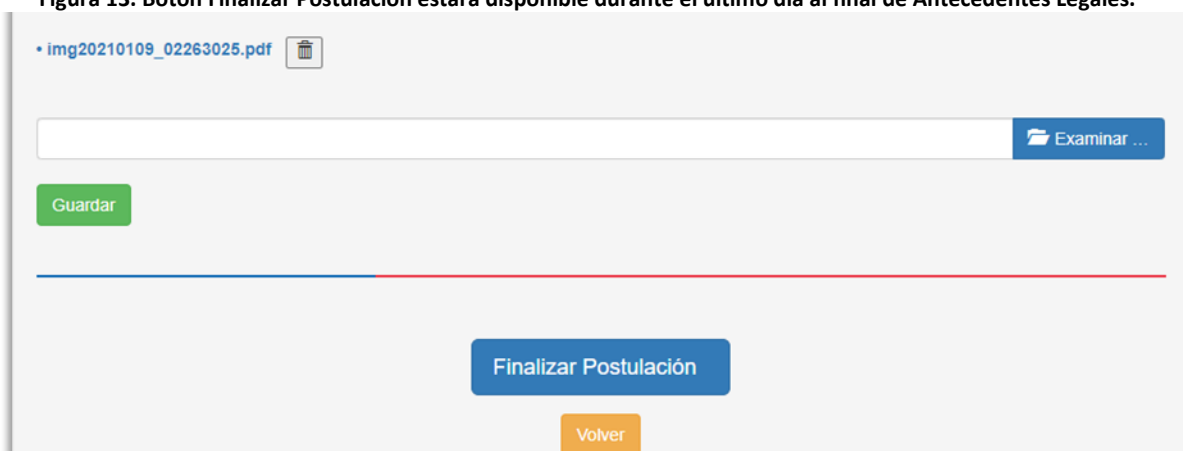 Figura 13. Botón Finalizar Postulación estará disponible durante el último día al final de Antecedentes Legales.
• img20210109_02263025.pdf
Examinar ...
Guardar
Finalizar Postulación
Volver